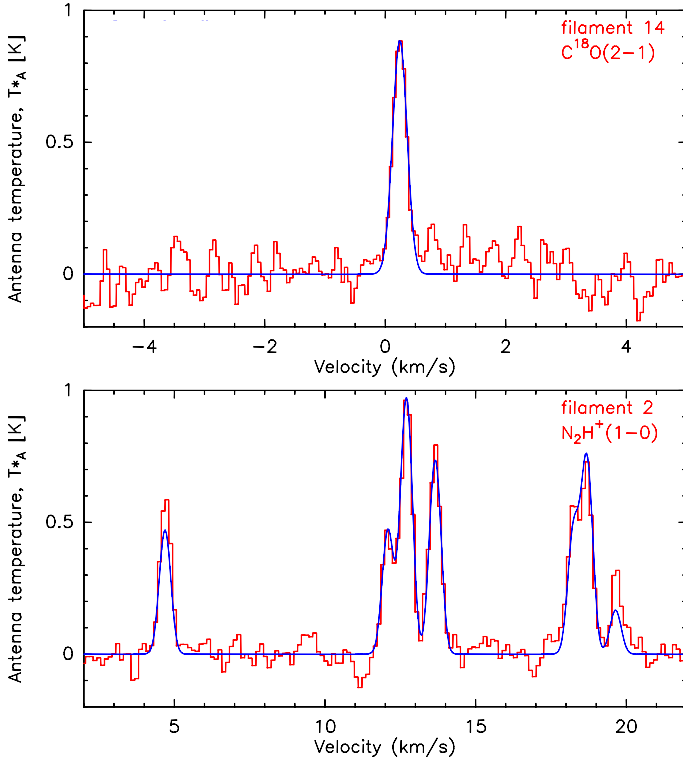 filament 14
C¹⁸O(2−1)
1
0.5
0
Antenna temperature, T*A [K]
−4 −2 0 2 4
Velocity (km/s)
filament 2
N₂H⁺(1−0)
1
0.5
0
Antenna temperature, T*A [K]
5 10 15 20
Velocity (km/s)